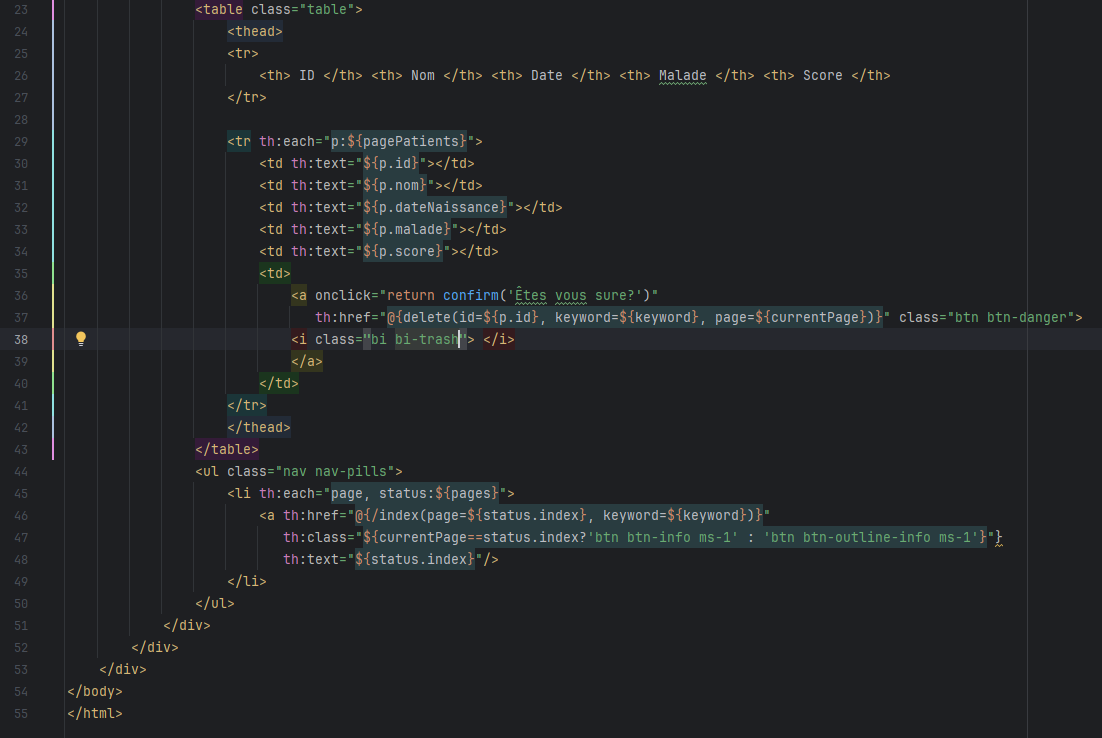 23 <table class="table">
24 <thead>
25 <tr>
26 <th> ID </th> <th> Nom </th> <th> Date </th> <th> Malade </th> <th> Score </th>
27 </tr>
28
29 <tr th:each="p:${pagePatients}">
30 <td th:text="${p.id}"></td>
31 <td th:text="${p.nom}"></td>
32 <td th:text="${p.dateNaissance}"></td>
33 <td th:text="${p.malade}"></td>
34 <td th:text="${p.score}"></td>
35 <td>
36 <a onclick="return confirm('Êtes vous sure?')"
37 th:href="@{delete(id=${p.id}, keyword=${keyword}, page=${currentPage})}" class="btn btn-danger">
38 <i class="bi bi-trash"> </i>
39 </a>
40 </td>
41 </tr>
42 </thead>
43 </table>
44 <ul class="nav nav-pills">
45 <li th:each="page, status:${pages}">
46 <a th:href="@{/index(page=${status.index}, keyword=${keyword})}"
47 th:class="${currentPage==status.index?'btn btn-info ms-1' : 'btn btn-outline-info ms-1'}"}
48 th:text="${status.index}"/>
49 </li>
50 </ul>
51 </div>
52 </div>
53 </div>
54 </body>
55 </html>